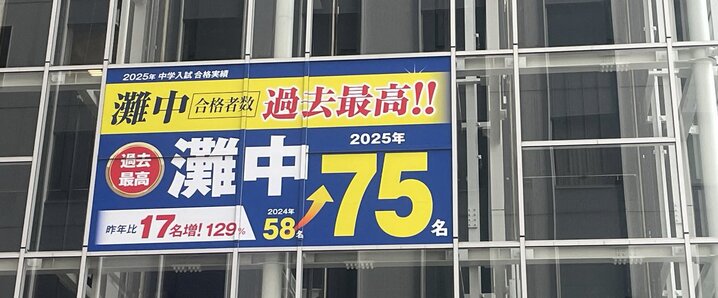 2025年 中学入試 合格実績
灘中 合格者数 過去最高!!
過去
最高
灘中
2025年
75名
2024年
58名
昨年比 17名増! 129%